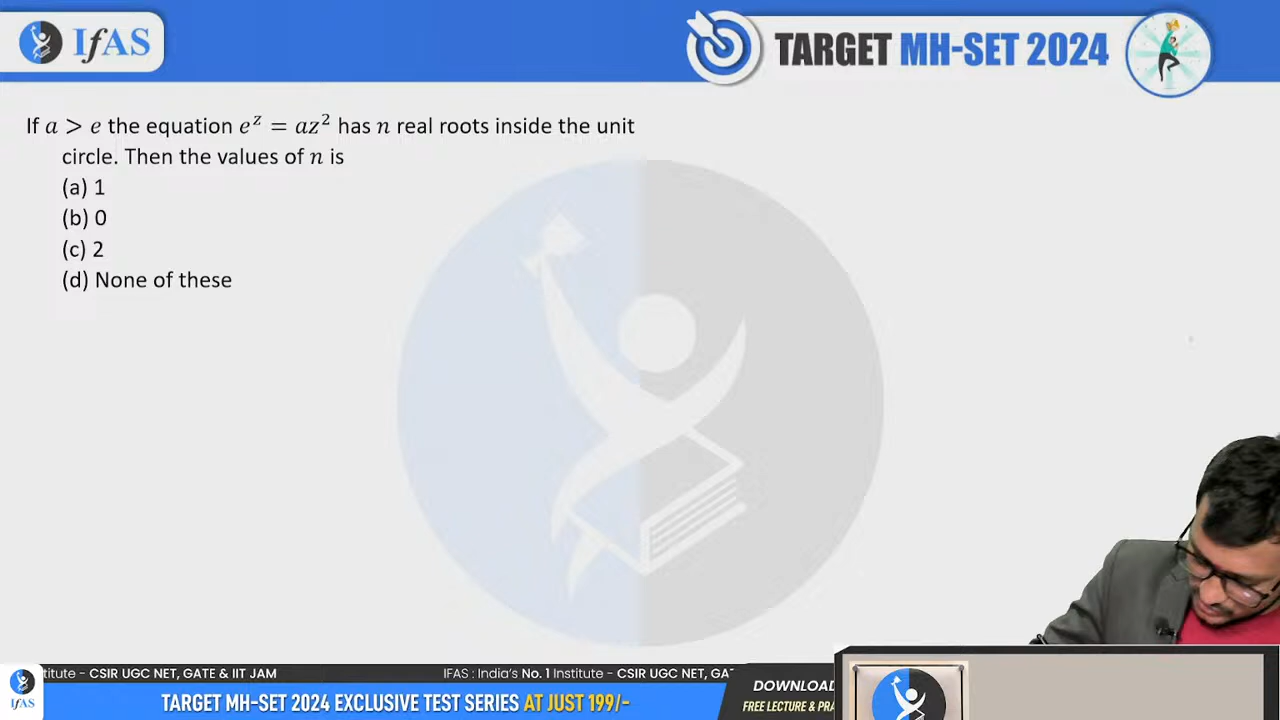 IfAS
TARGET MH-SET 2024
If a > e the equation e^z = az^2 has n real roots inside the unit
circle. Then the values of n is
(a) 1
(b) 0
(c) 2
(d) None of these
titute - CSIR UGC NET, GATE & IIT JAM
IFAS : India's No. 1 Institute - CSIR UGC NET, GAT
IfAS
TARGET MH-SET 2024 EXCLUSIVE TEST SERIES AT JUST 199/-
DOWNLOAD
FREE LECTURE & PRA